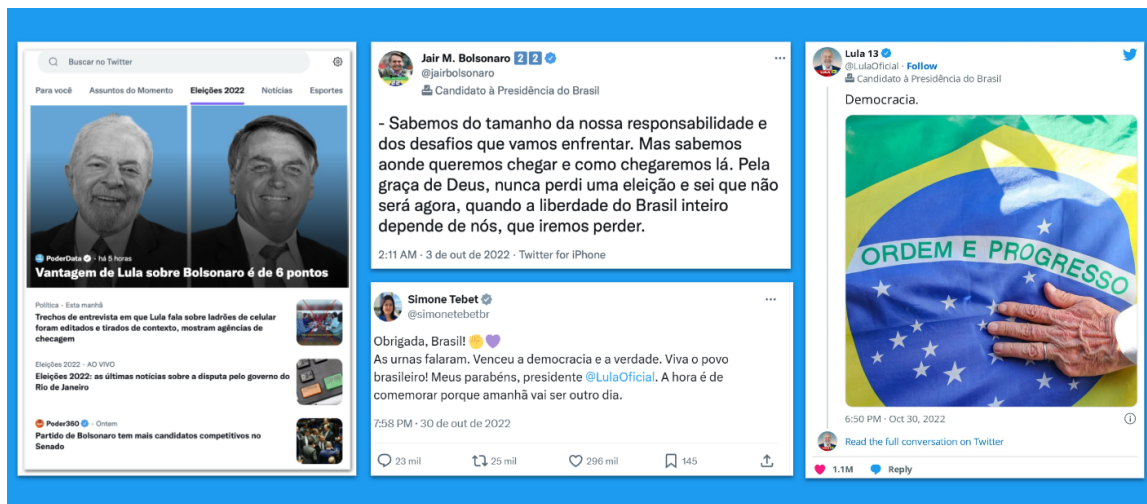 Buscar no Twitter
Para você Assuntos do Momento Eleições 2022 Notícias Esportes
PoderData · há 5 horas
Vantagem de Lula sobre Bolsonaro é de 6 pontos
Política · Esta manhã
Trechos de entrevista em que Lula fala sobre ladrões de celular
foram editados e tirados de contexto, mostram agências de
checagem
Eleições 2022 · AO VIVO
Eleições 2022: as últimas notícias sobre a disputa pelo governo do
Rio de Janeiro
Poder360 · Ontem
Partido de Bolsonaro tem mais candidatos competitivos no
Senado
Jair M. Bolsonaro 2 2
@jairbolsonaro
Candidato à Presidência do Brasil
- Sabemos do tamanho da nossa responsabilidade e
dos desafios que vamos enfrentar. Mas sabemos
aonde queremos chegar e como chegaremos lá. Pela
graça de Deus, nunca perdi uma eleição e sei que não
será agora, quando a liberdade do Brasil inteiro
depende de nós, que iremos perder.
2:11 AM · 3 de out de 2022 · Twitter for iPhone
Simone Tebet
@simonetebetbr
Obrigada, Brasil! ✊💜
As urnas falaram. Venceu a democracia e a verdade. Viva o povo
brasileiro! Meus parabéns, presidente @LulaOficial. A hora é de
comemorar porque amanhã vai ser outro dia.
7:58 PM · 30 de out de 2022
23 mil 25 mil 296 mil 145
Lula 13
@LulaOficial · Follow
Candidato à Presidência do Brasil
Democracia.
ORDEM E PROGRESSO
6:50 PM · Oct 30, 2022
Read the full conversation on Twitter
1.1M Reply